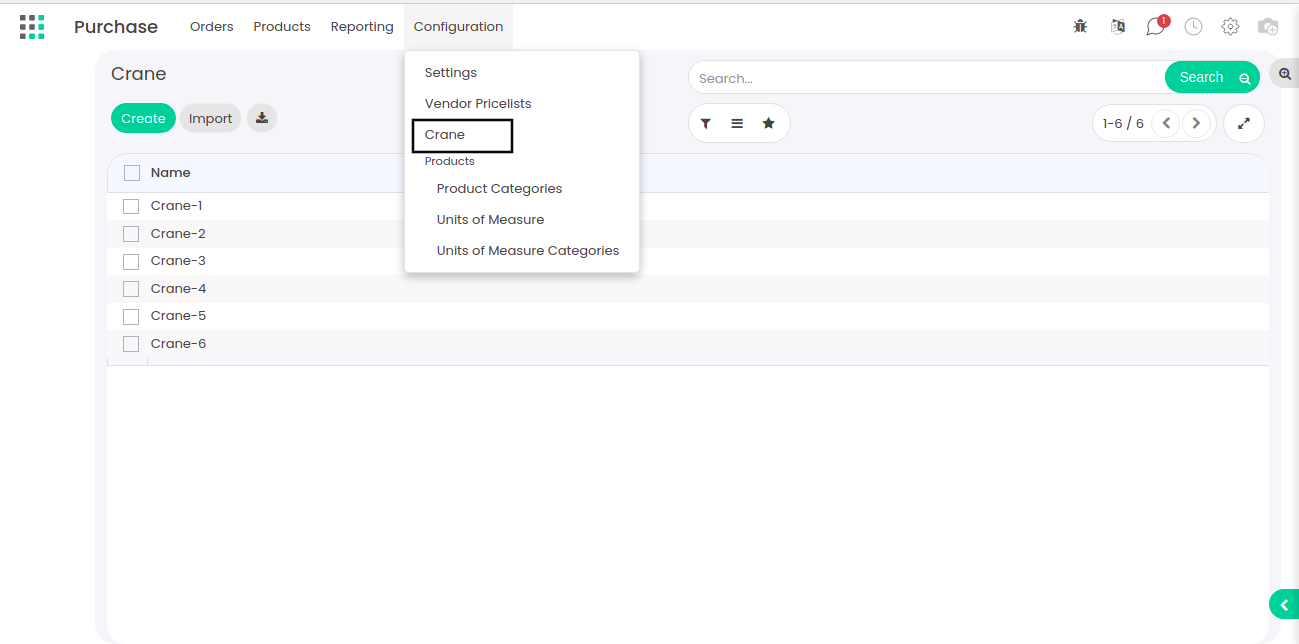 Purchase Orders Products Reporting Configuration 1
Crane
Search... Search
Create Import
1-6 / 6
Settings
Vendor Pricelists
Crane
Products
Product Categories
Units of Measure
Units of Measure Categories
Name
Crane-1
Crane-2
Crane-3
Crane-4
Crane-5
Crane-6